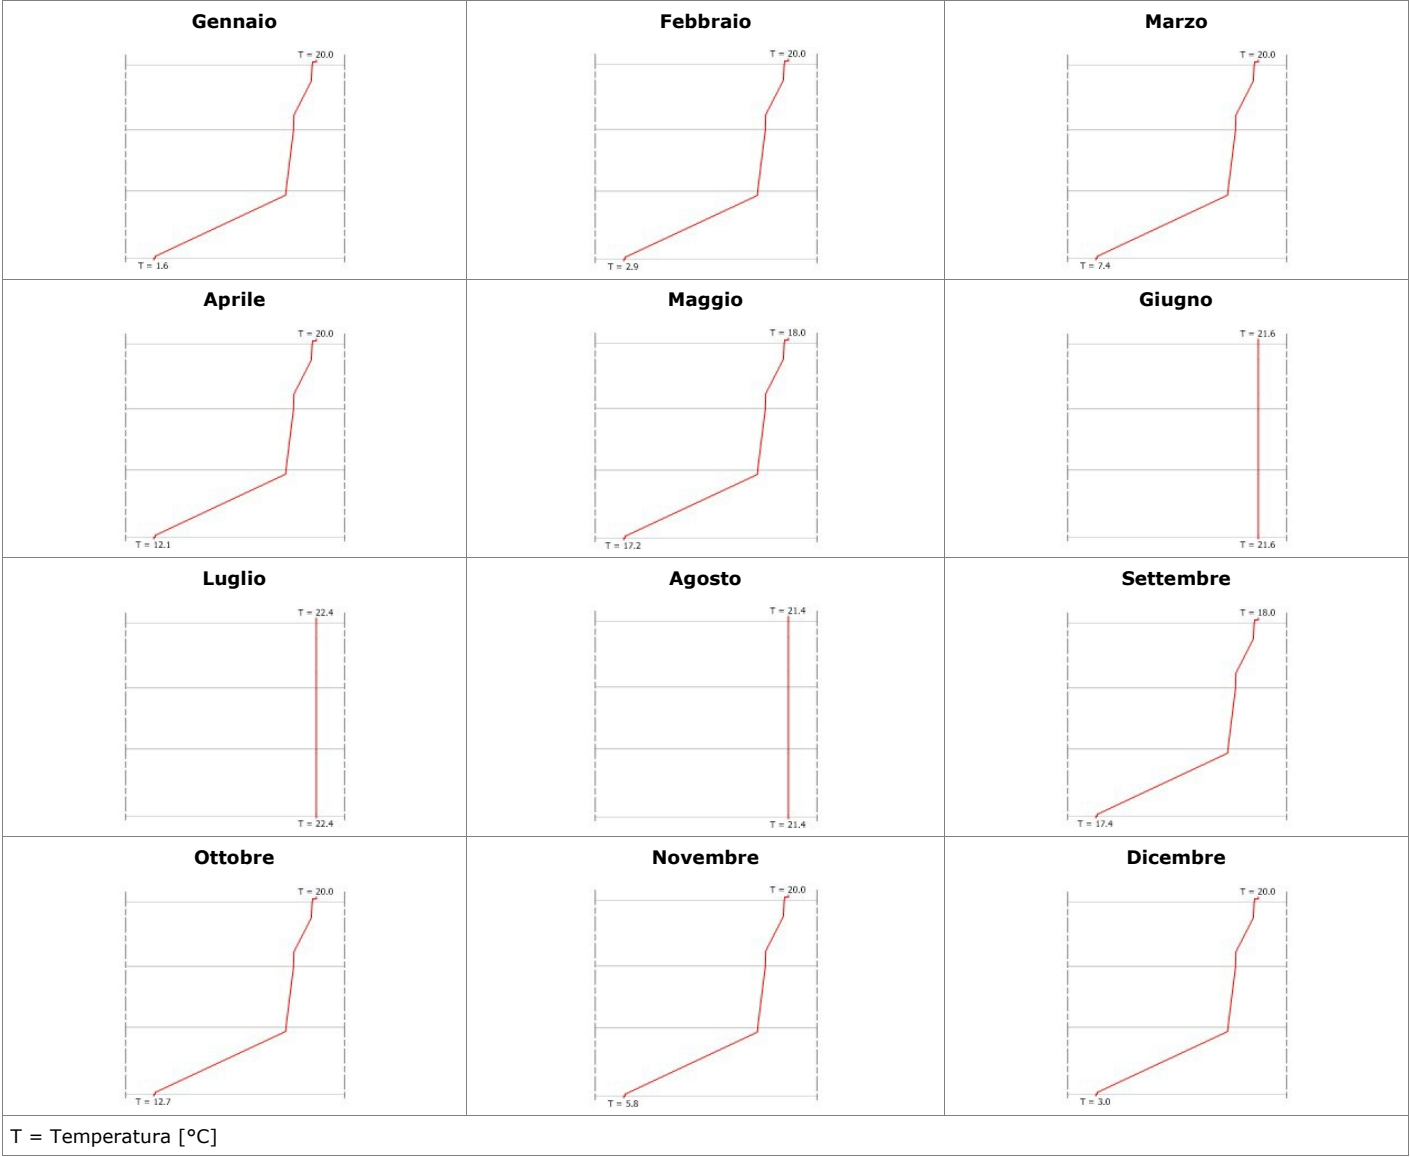 Gennaio
T = 20.0
T = 1.6
Febbraio
T = 20.0
T = 2.9
Marzo
T = 20.0
T = 7.4
Aprile
T = 20.0
T = 12.1
Maggio
T = 18.0
T = 17.2
Giugno
T = 21.6
T = 21.6
Luglio
T = 22.4
T = 22.4
Agosto
T = 21.4
T = 21.4
Settembre
T = 18.0
T = 17.4
Ottobre
T = 20.0
T = 12.7
Novembre
T = 20.0
T = 5.8
Dicembre
T = 20.0
T = 3.0
T = Temperatura [°C]